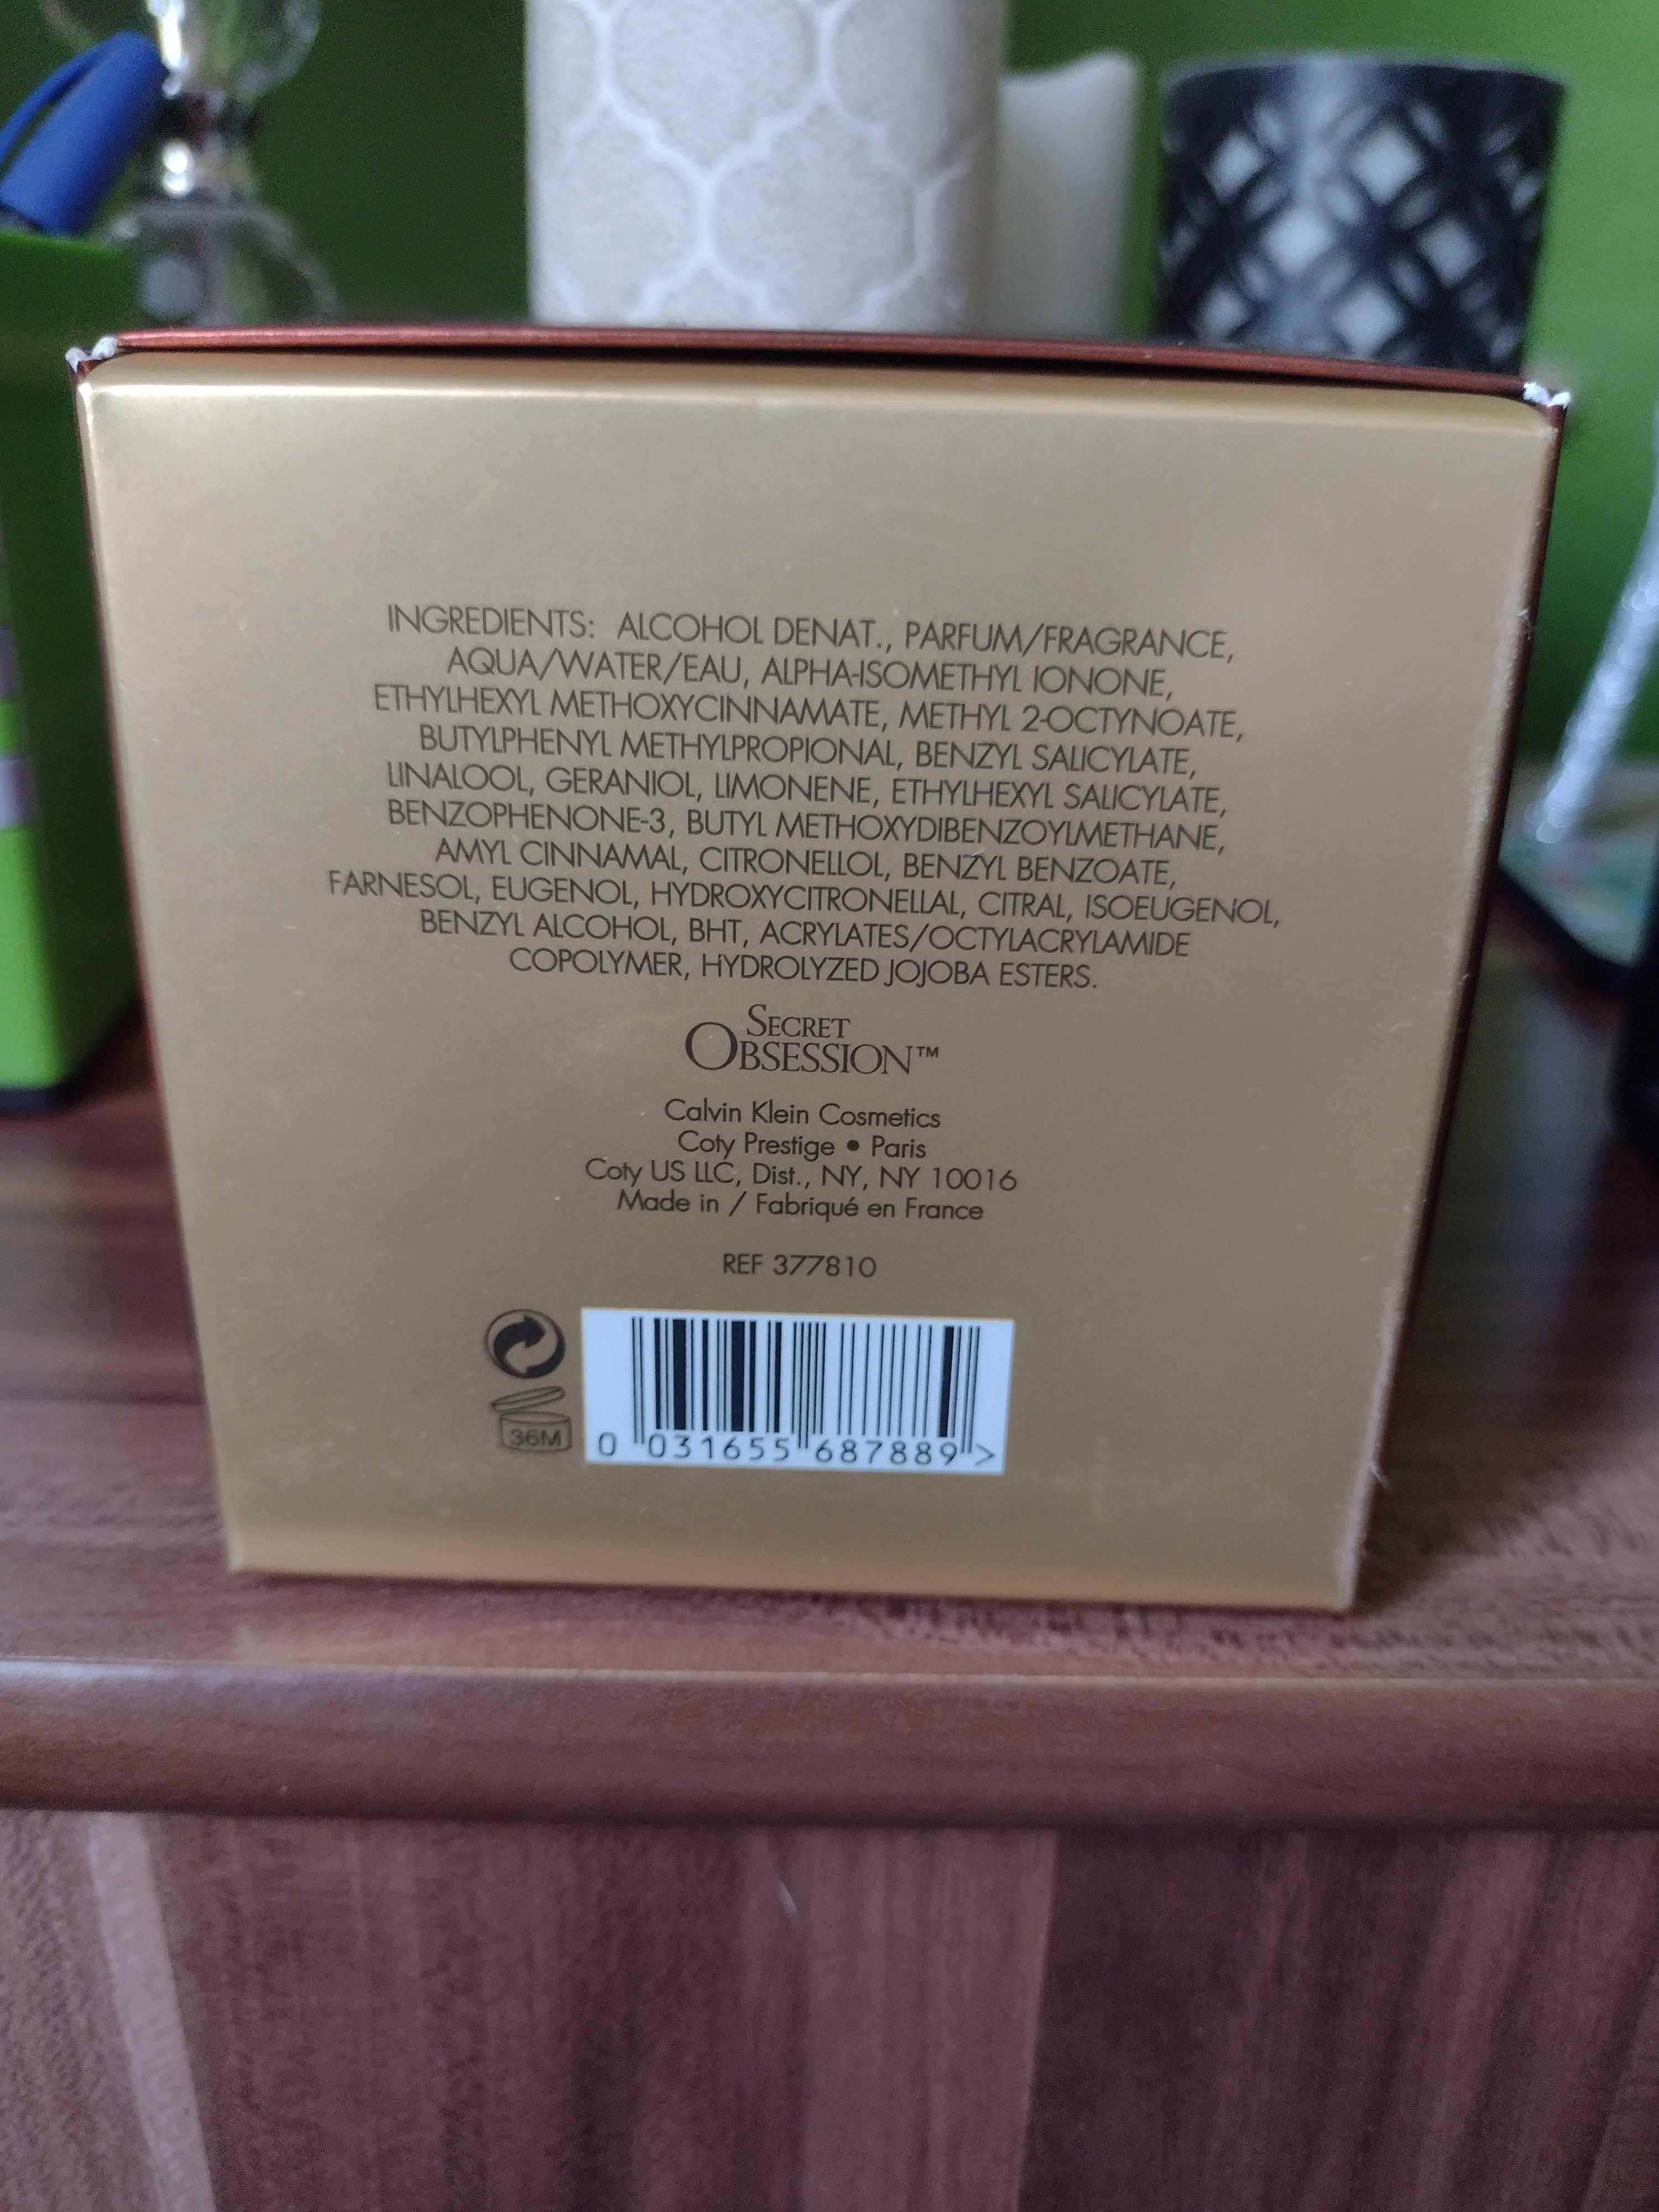 INGREDIENTS: ALCOHOL DENAT., PARFUM/FRAGRANCE,
AQUA/WATER/EAU, ALPHA-ISOMETHYL IONONE,
ETHYLHEXYL METHOXYCINNAMATE, METHYL 2-OCTYNOATE,
BUTYLPHENYL METHYLPROPIONAL, BENZYL SALICYLATE,
LINALOOL, GERANIOL, LIMONENE, ETHYLHEXYL SALICYLATE,
BENZOPHENONE-3, BUTYL METHOXYDIBENZOYLMETHANE,
AMYL CINNAMAL, CITRONELLOL, BENZYL BENZOATE,
FARNESOL, EUGENOL, HYDROXYCITRONELLAL, CITRAL, ISOEUGENOL,
BENZYL ALCOHOL, BHT, ACRYLATES/OCTYLACRYLAMIDE
COPOLYMER, HYDROLYZED JOJOBA ESTERS.
SECRET
OBSESSION™
Calvin Klein Cosmetics
Coty Prestige • Paris
Coty US LLC, Dist., NY, NY 10016
Made in / Fabriqué en France
REF 377810
36M
0 031655 687889 >